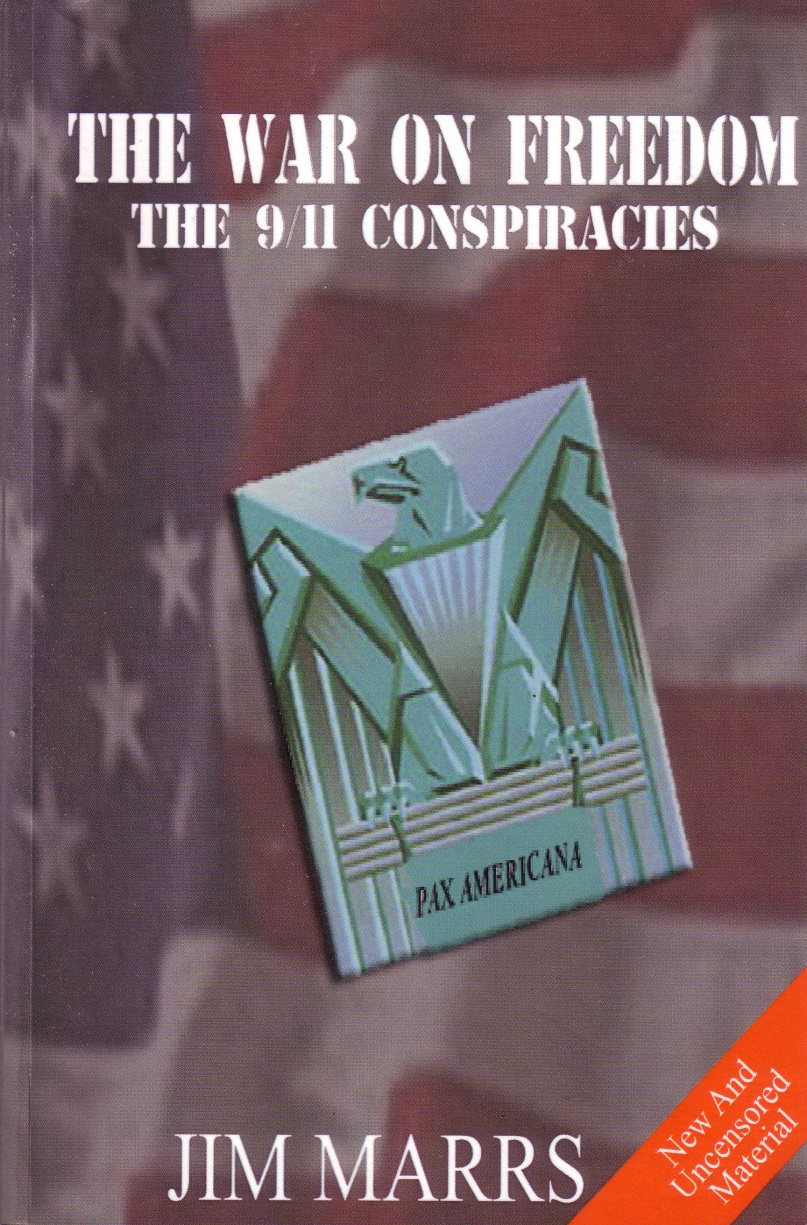 THE WAR ON FREEDOM
THE 9/11 CONSPIRACIES
PAX AMERICANA
New And
Uncensored
Material
JIM MARRS